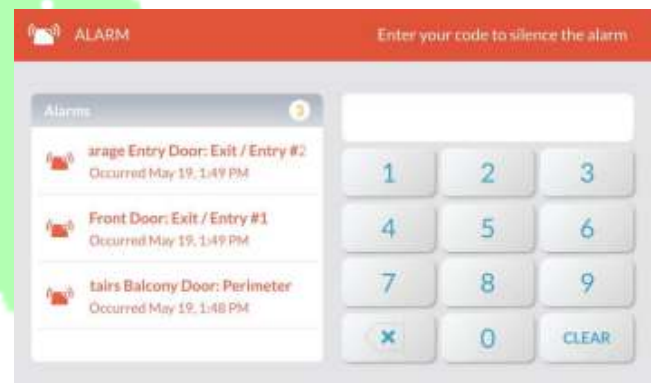 ALARM
Enter your code to silence the alarm
Alarms 3
arage Entry Door: Exit / Entry #2
Occurred May 19, 1:49 PM
Front Door: Exit / Entry #1
Occurred May 19, 1:49 PM
tairs Balcony Door: Perimeter
Occurred May 19, 1:48 PM
1 2 3
4 5 6
7 8 9
0 CLEAR